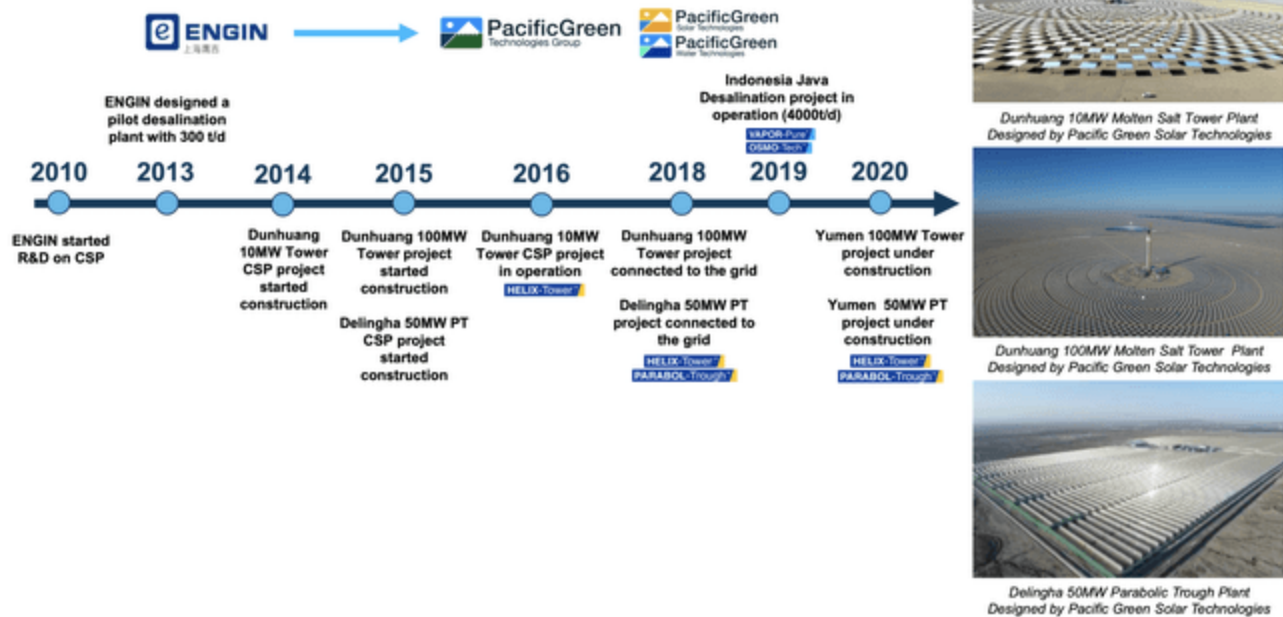 ENGIN
PacificGreen
Technologies Group
PacificGreen
Solar Technologies
PacificGreen
Water Technologies
ENGIN designed a
pilot desalination
plant with 300 t/d
Indonesia Java
Desalination project in
operation (4000t/d)
VAPOR-Pure
OSMO-Tech
2010
2013
2014
2015
2016
2018
2019
2020
ENGIN started
R&D on CSP
Dunhuang
10MW Tower
CSP project
started
construction
Dunhuang 100MW
Tower project
started
construction
Delingha 50MW PT
CSP project
started
construction
Dunhuang 10MW
Tower CSP project
in operation
HELIX-Tower
Dunhuang 100MW
Tower project
connected to the grid
Delingha 50MW PT
project connected to
the grid
HELIX-Tower
PARABOL-Trough
Yumen 100MW Tower
project under
construction
Yumen 50MW PT
project under
construction
HELIX-Tower
PARABOL-Trough
Dunhuang 10MW Molten Salt Tower Plant
Designed by Pacific Green Solar Technologies
Dunhuang 100MW Molten Salt Tower Plant
Designed by Pacific Green Solar Technologies
Delingha 50MW Parabolic Trough Plant
Designed by Pacific Green Solar Technologies